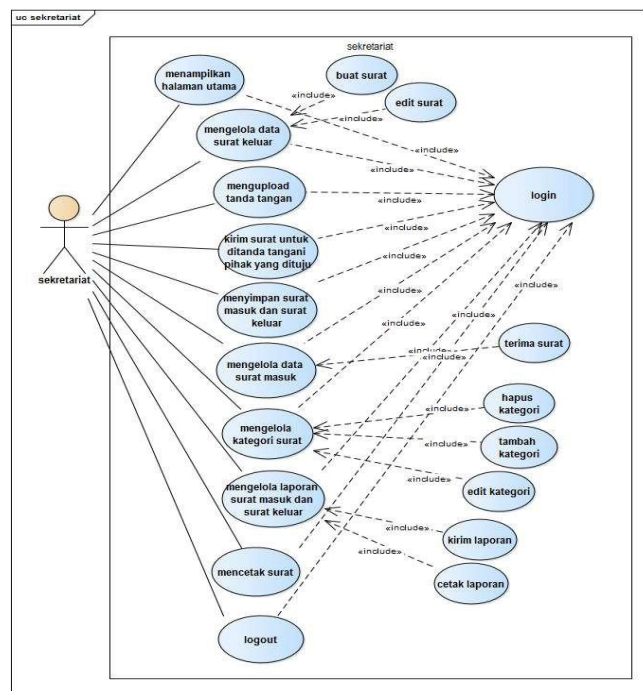 uc sekretariat
sekretariat
menampilkan
halaman utama
buat surat
«include»
edit surat
«include»
mengelola data
surat keluar
«include»
«include»
mengupload
tanda tangan
«include»
login
kirim surat untuk
ditanda tangani
pihak yang dituju
«include»
sekretariat
menyimpan surat
masuk dan surat
keluar
«include»
«include»
«include»
«include»
«include»
terima surat
«include»
mengelola data
surat masuk
«include»
hapus
kategori
«include»
mengelola
kategori surat
«include»
tambah
kategori
«include»
edit kategori
mengelola laporan
surat masuk dan
surat keluar
«include»
kirim laporan
«include»
mencetak surat
cetak laporan
logout